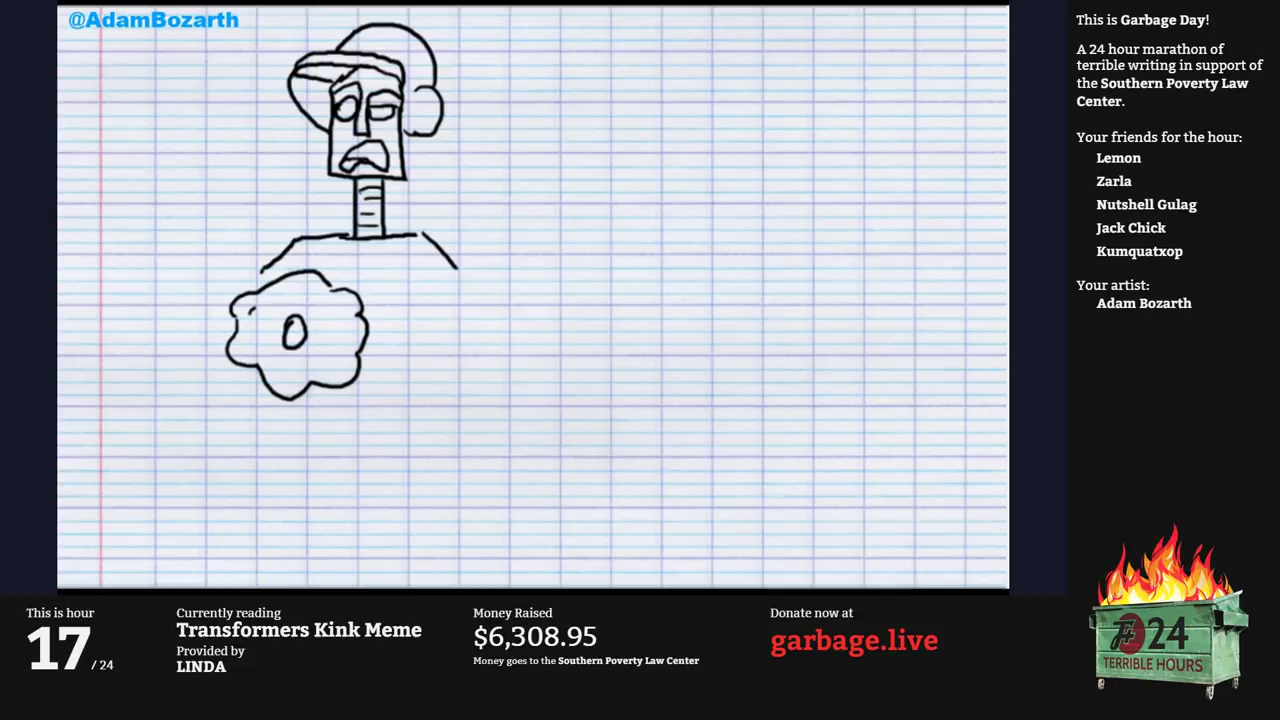 @AdamBozarth
This is Garbage Day!
A 24 hour marathon of
terrible writing in support of
the Southern Poverty Law
Center.
Your friends for the hour:
Lemon
Zarla
Nutshell Gulag
Jack Chick
Kumquatxop
Your artist:
Adam Bozarth
This is hour
17 / 24
Currently reading
Transformers Kink Meme
Provided by
LINDA
Money Raised
$6,308.95
Money goes to the Southern Poverty Law Center
Donate now at
garbage.live
24
TERRIBLE HOURS